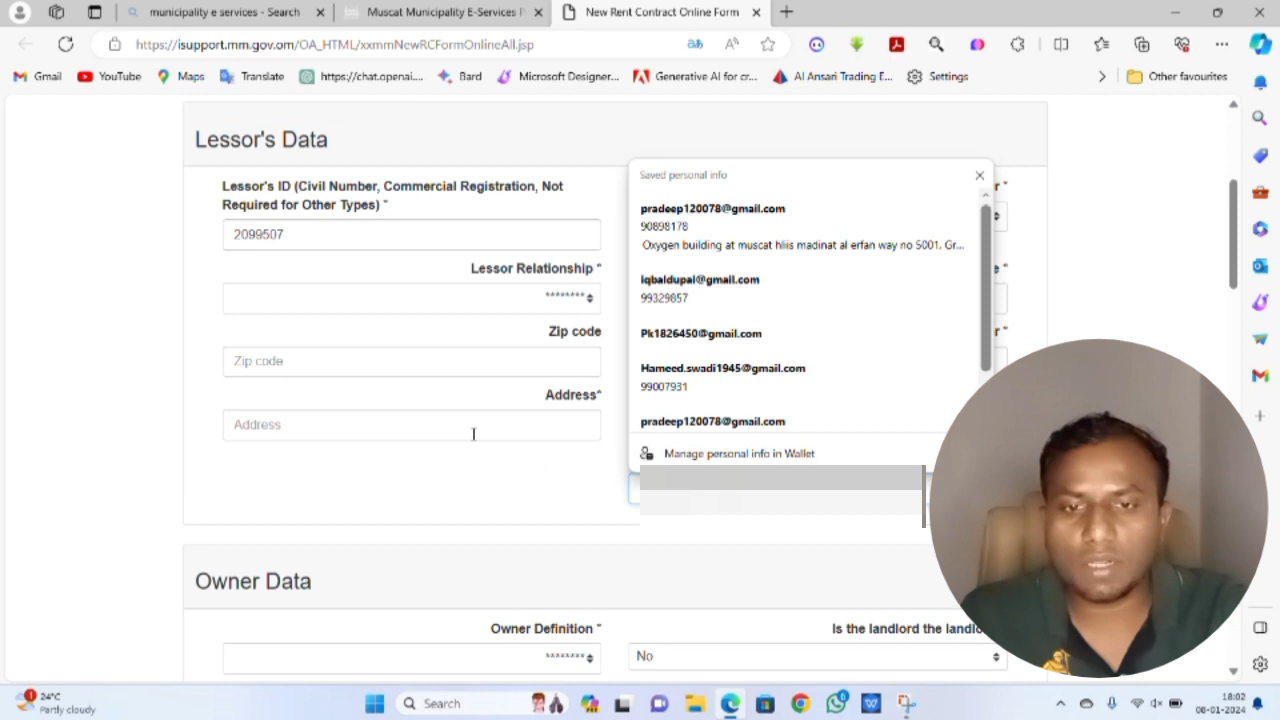 municipality e services - Search
Muscat Municipality E-Services P
New Rent Contract Online Form
https://isupport.mm.gov.om/OA_HTML/xxmmNewRCFormOnlineAll.jsp
Gmail
YouTube
Maps
Translate
https://chat.openai....
Bard
Microsoft Designer...
Generative AI for cr...
Al Ansari Trading E...
Settings
Other favourites
Lessor's Data
Lessor's ID (Civil Number, Commercial Registration, Not
Required for Other Types) *
2099507
Lessor Relationship *
********
Zip code
Zip code
Address*
Address
Saved personal info
pradeep120078@gmail.com
90898178
Oxygen building at muscat hliis madinat al erfan way no 5001, Gr...
iqbaldupal@gmail.com
99329857
Pk1826450@gmail.com
Hameed.swadi1945@gmail.com
99007931
pradeep120078@gmail.com
Manage personal info in Wallet
r *
e *
r *
Owner Data
Owner Definition *
********
Is the landlord the landlo
No
1
24°C
Partly cloudy
Search
6
18:02
08-01-2024